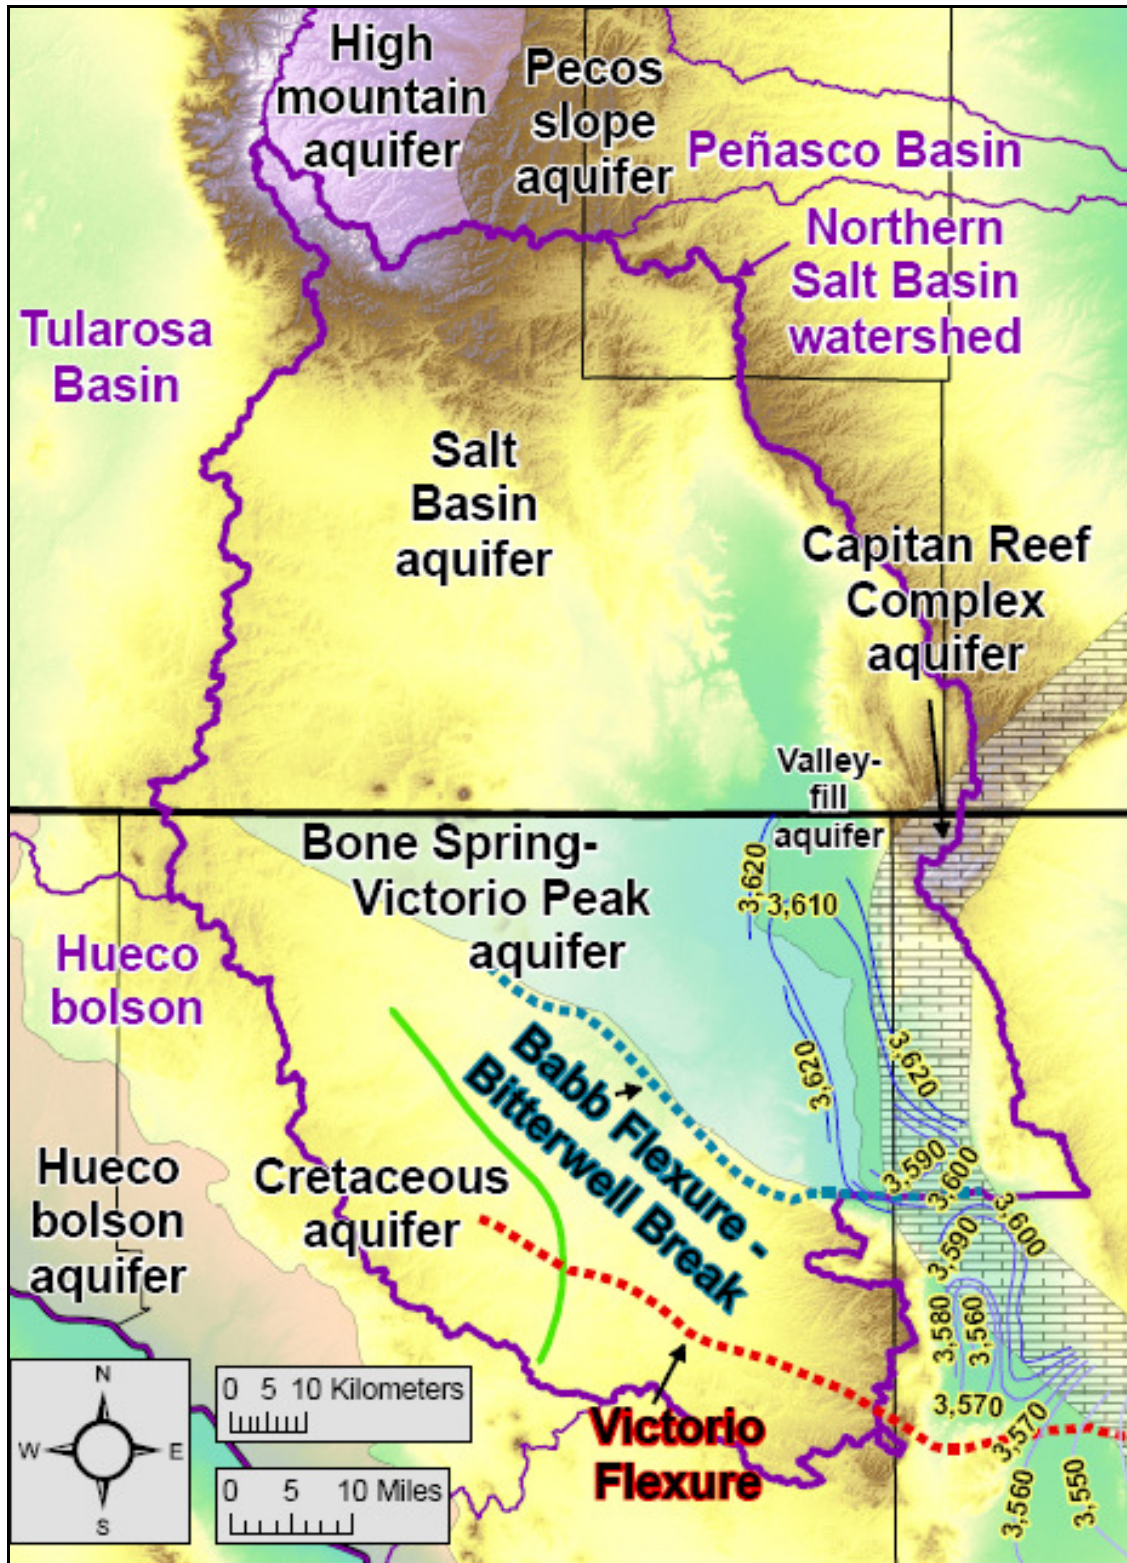 High
mountain
aquifer
Pecos
slope
aquifer
Peñasco Basin
Northern
Salt Basin
watershed
Tularosa
Basin
Salt
Basin
aquifer
Capitan Reef
Complex
aquifer
Valley-
fill
aquifer
Bone Spring-
Victorio Peak
aquifer
3,620
3,610
Hueco
bolson
3,620
3,620
Babb Flexure -
Bitterwell Break
Hueco
bolson
aquifer
Cretaceous
aquifer
3,590
3,600
3,600
3,590
3,580
3,560
3,570
3,570
3,560
3,550
Victorio
Flexure
N
W
E
S
0 5 10 Kilometers
0 5 10 Miles